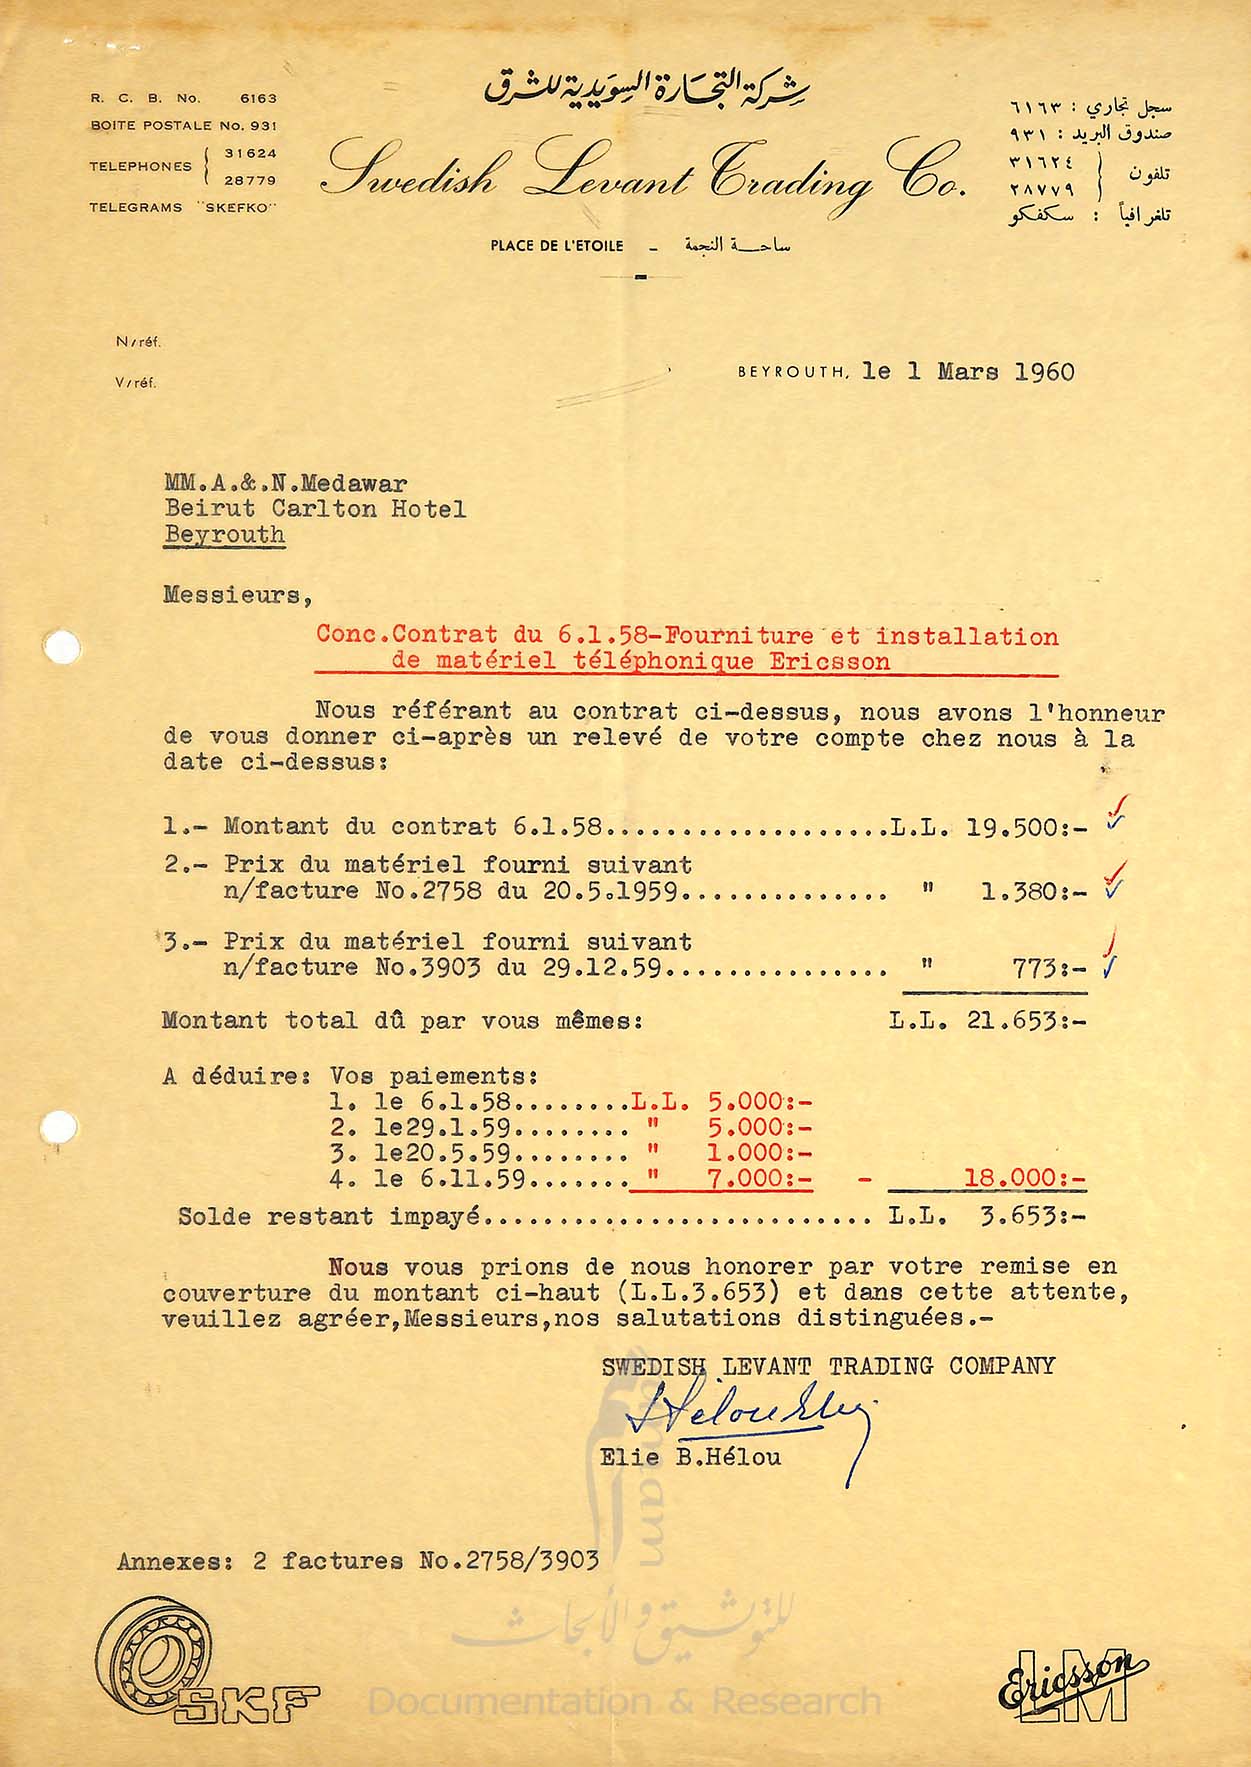 R. C. B. No. 6163
BOITE POSTALE No. 931
TELEPHONES { 31624
28779
TELEGRAMS "SKEFKO"
شركة التجارة السويدية للشرق
Swedish Levant Trading Co.
PLACE DE L'ETOILE - ساحة النجمة
سجل تجاري : ٦١٦٣
صندوق البريد : ٩٣١
تلفون { ٣١٦٢٤
٢٨٧٧٩
تلغرافياً : سكفكو
N/réf.
V/réf.
BEYROUTH, le 1 Mars 1960
MM.A.&.N.Medawar
Beirut Carlton Hotel
Beyrouth
Messieurs,
Conc.Contrat du 6.1.58-Fourniture et installation
de matériel téléphonique Ericsson
Nous référant au contrat ci-dessus, nous avons l'honneur
de vous donner ci-après un relevé de votre compte chez nous à la
date ci-dessus:
1.- Montant du contrat 6.1.58...................L.L. 19.500:-
2.- Prix du matériel fourni suivant
n/facture No.2758 du 20.5.1959.............. " 1.380:-
3.- Prix du matériel fourni suivant
n/facture No.3903 du 29.12.59............... " 773:-
Montant total dû par vous mêmes: L.L. 21.653:-
A déduire: Vos paiements:
1. le 6.1.58........L.L. 5.000:-
2. le29.1.59........ " 5.000:-
3. le20.5.59........ " 1.000:-
4. le 6.11.59....... " 7.000:- - 18.000:-
Solde restant impayé.......................... L.L. 3.653:-
Nous vous prions de nous honorer par votre remise en
couverture du montant ci-haut (L.L.3.653) et dans cette attente,
veuillez agréer,Messieurs,nos salutations distinguées.-
SWEDISH LEVANT TRADING COMPANY
Elie B.Hélou
Annexes: 2 factures No.2758/3903
للتوثيق والأبحاث
SKF
Documentation & Research
Ericsson
LM